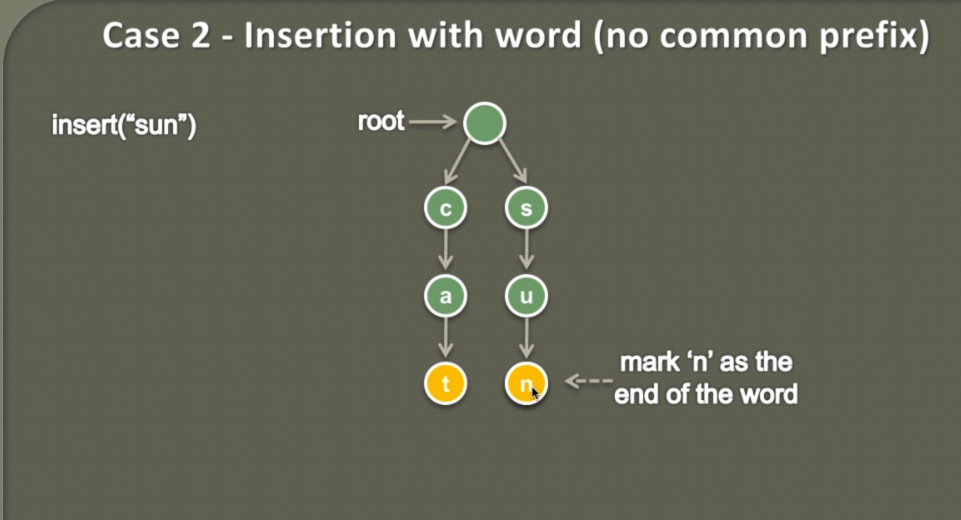 Case 2 - Insertion with word (no common prefix)
insert(“sun”)
root
c
s
a
u
t
n
mark ‘n’ as the
end of the word